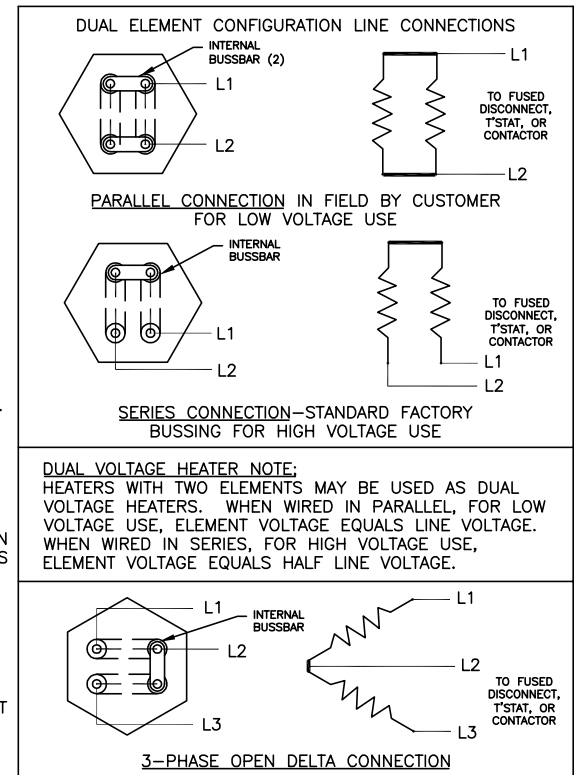 DUAL ELEMENT CONFIGURATION LINE CONNECTIONS
INTERNAL
BUSSBAR (2)
L1
L2
L1
TO FUSED
DISCONNECT,
T'STAT, OR
CONTACTOR
L2
PARALLEL CONNECTION IN FIELD BY CUSTOMER
FOR LOW VOLTAGE USE
INTERNAL
BUSSBAR
L1
L2
TO FUSED
DISCONNECT,
T'STAT, OR
CONTACTOR
L1
L2
SERIES CONNECTION-STANDARD FACTORY
BUSSING FOR HIGH VOLTAGE USE
DUAL VOLTAGE HEATER NOTE;
HEATERS WITH TWO ELEMENTS MAY BE USED AS DUAL
VOLTAGE HEATERS. WHEN WIRED IN PARALLEL, FOR LOW
VOLTAGE USE, ELEMENT VOLTAGE EQUALS LINE VOLTAGE.
WHEN WIRED IN SERIES, FOR HIGH VOLTAGE USE,
ELEMENT VOLTAGE EQUALS HALF LINE VOLTAGE.
L1
INTERNAL
BUSSBAR
L2
L3
L1
L2
TO FUSED
DISCONNECT,
T'STAT, OR
CONTACTOR
L3
3-PHASE OPEN DELTA CONNECTION